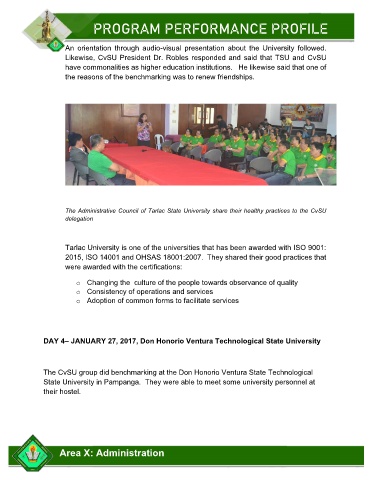 PROGRAM PERFORMANCE PROFILE
An orientation through audio-visual presentation about the University followed.
Likewise, CvSU President Dr. Robles responded and said that TSU and CvSU
have commonalities as higher education institutions. He likewise said that one of
the reasons of the benchmarking was to renew friendships.
The Administrative Council of Tarlac State University share their healthy practices to the CvSU
delegation
Tarlac University is one of the universities that has been awarded with ISO 9001:
2015, ISO 14001 and OHSAS 18001:2007. They shared their good practices that
were awarded with the certifications:
o Changing the culture of the people towards observance of quality
o Consistency of operations and services
o Adoption of common forms to facilitate services
DAY 4– JANUARY 27, 2017, Don Honorio Ventura Technological State University
The CvSU group did benchmarking at the Don Honorio Ventura State Technological
State University in Pampanga. They were able to meet some university personnel at
their hostel.
Area X: Administration